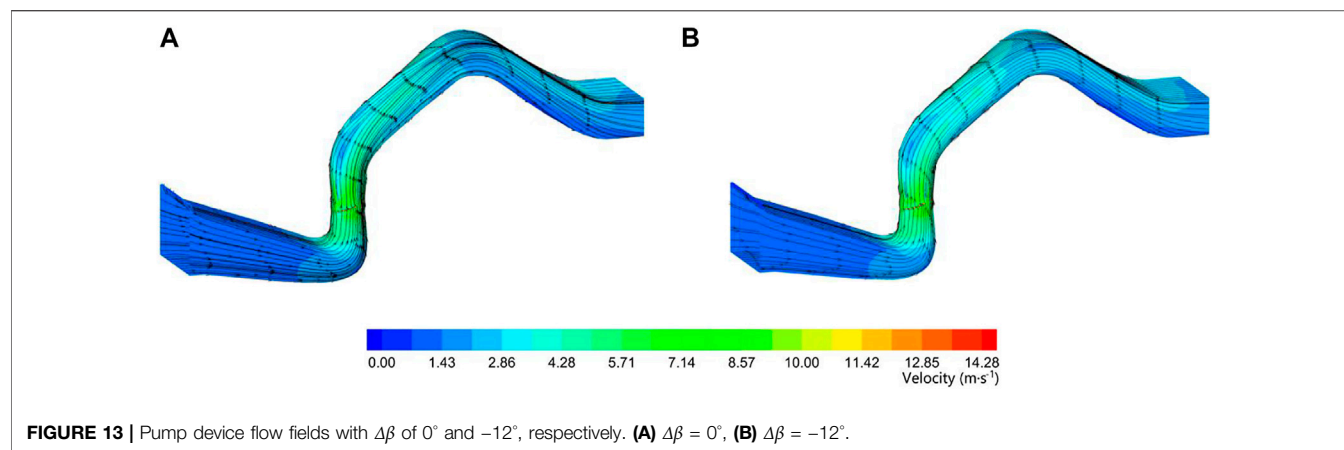 A
B
0.00 1.43 2.86 4.28 5.71 7.14 8.57 10.00 11.42 12.85 14.28
Velocity (m·s⁻¹)
FIGURE 13 | Pump device flow fields with Δβ of 0° and −12°, respectively. (A) Δβ = 0°, (B) Δβ = −12°.